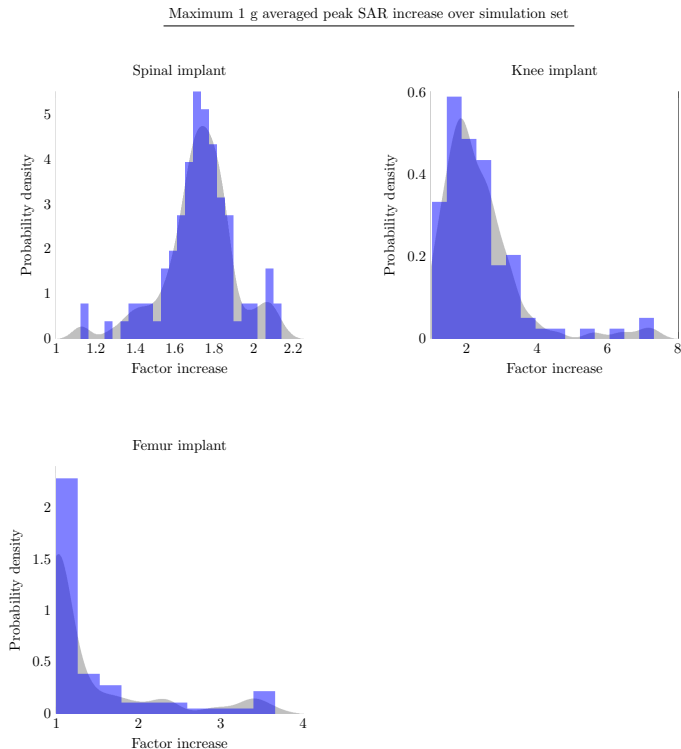 Maximum 1 g averaged peak SAR increase over simulation set
Spinal implant
Probability density
5
4
3
2
1
0
1 1.2 1.4 1.6 1.8 2 2.2
Factor increase
Knee implant
Probability density
0.6
0.4
0.2
0
2 4 6 8
Factor increase
Femur implant
Probability density
2
1.5
1
0.5
0
1 2 3 4
Factor increase